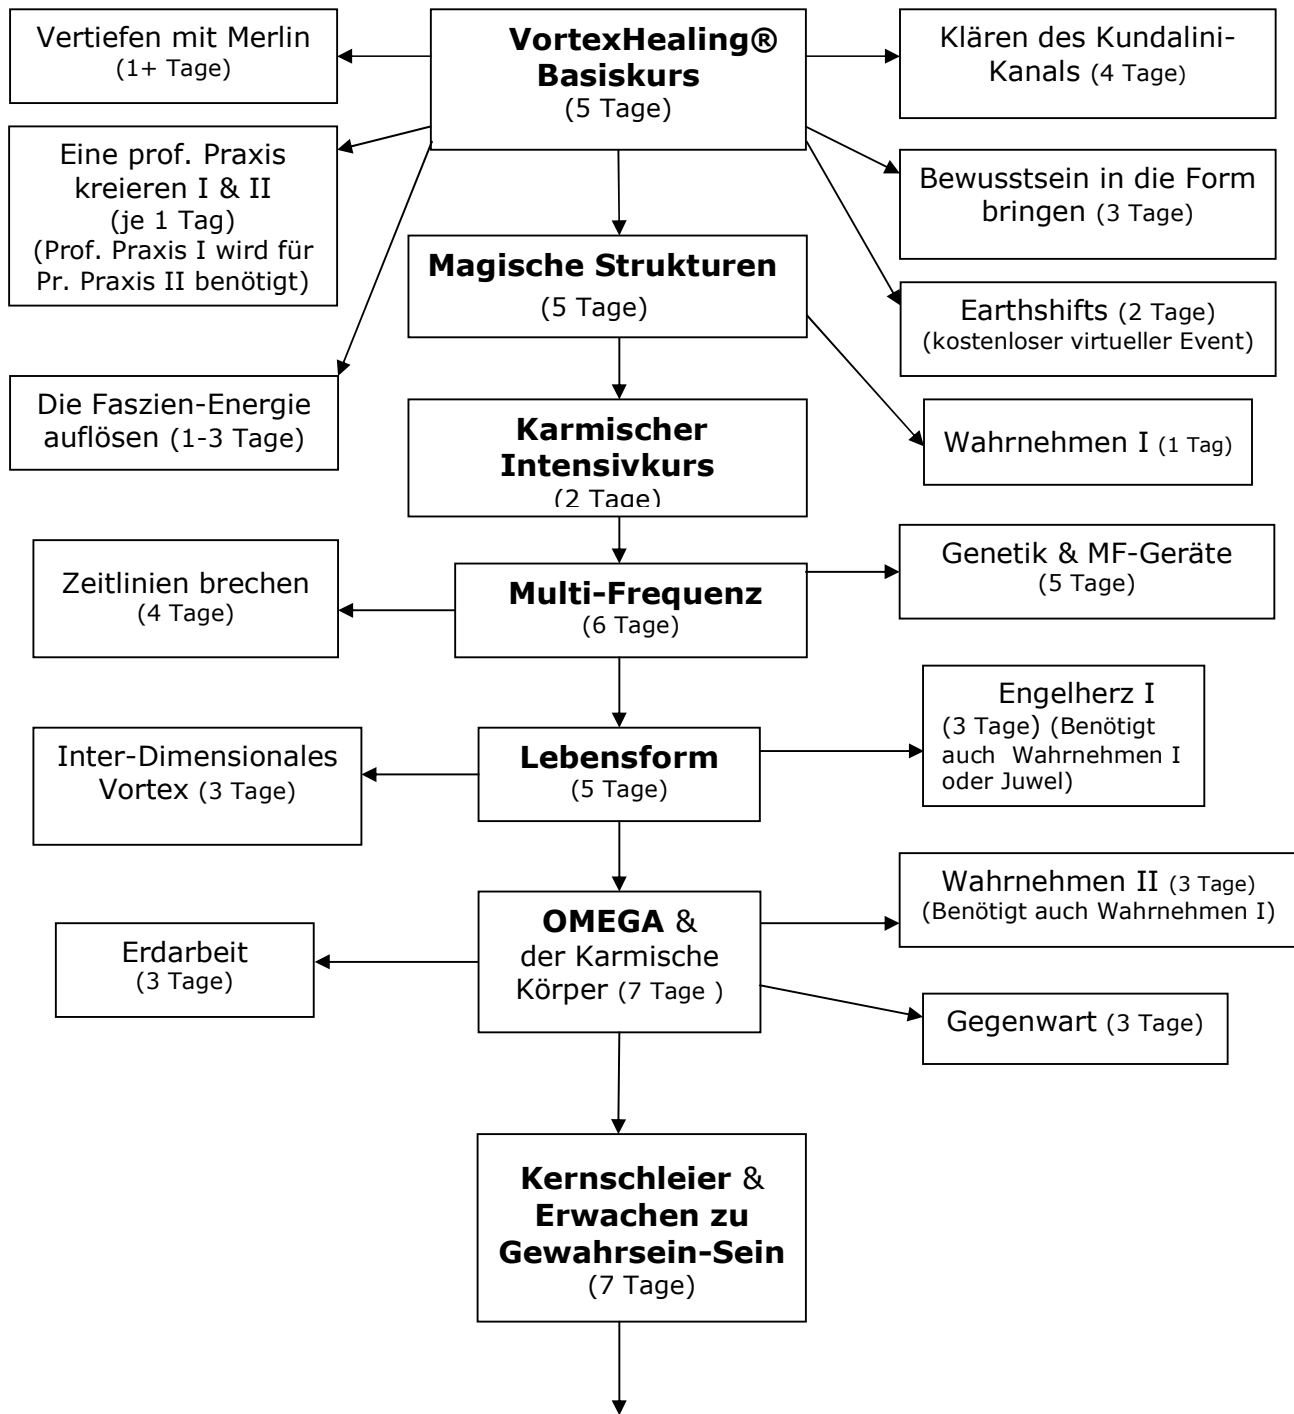 Vertiefen mit Merlin
(1+ Tage)
VortexHealing®
Basiskurs
(5 Tage)
Klären des Kundalini-
Kanals (4 Tage)
Eine prof. Praxis
kreieren I & II
(je 1 Tag)
(Prof. Praxis I wird für
Pr. Praxis II benötigt)
Bewusstsein in die Form
bringen (3 Tage)
Magische Strukturen
(5 Tage)
Earthshifts (2 Tage)
(kostenloser virtueller Event)
Die Faszien-Energie
auflösen (1-3 Tage)
Karmischer
Intensivkurs
(2 Tage)
Wahrnehmen I (1 Tag)
Zeitlinien brechen
(4 Tage)
Multi-Frequenz
(6 Tage)
Genetik & MF-Geräte
(5 Tage)
Engelherz I
(3 Tage) (Benötigt
auch Wahrnehmen I
oder Juwel)
Inter-Dimensionales
Vortex (3 Tage)
Lebensform
(5 Tage)
Wahrnehmen II (3 Tage)
(Benötigt auch Wahrnehmen I)
Erdarbeit
(3 Tage)
OMEGA &
der Karmische
Körper (7 Tage )
Gegenwart (3 Tage)
Kernschleier &
Erwachen zu
Gewahrsein-Sein
(7 Tage)